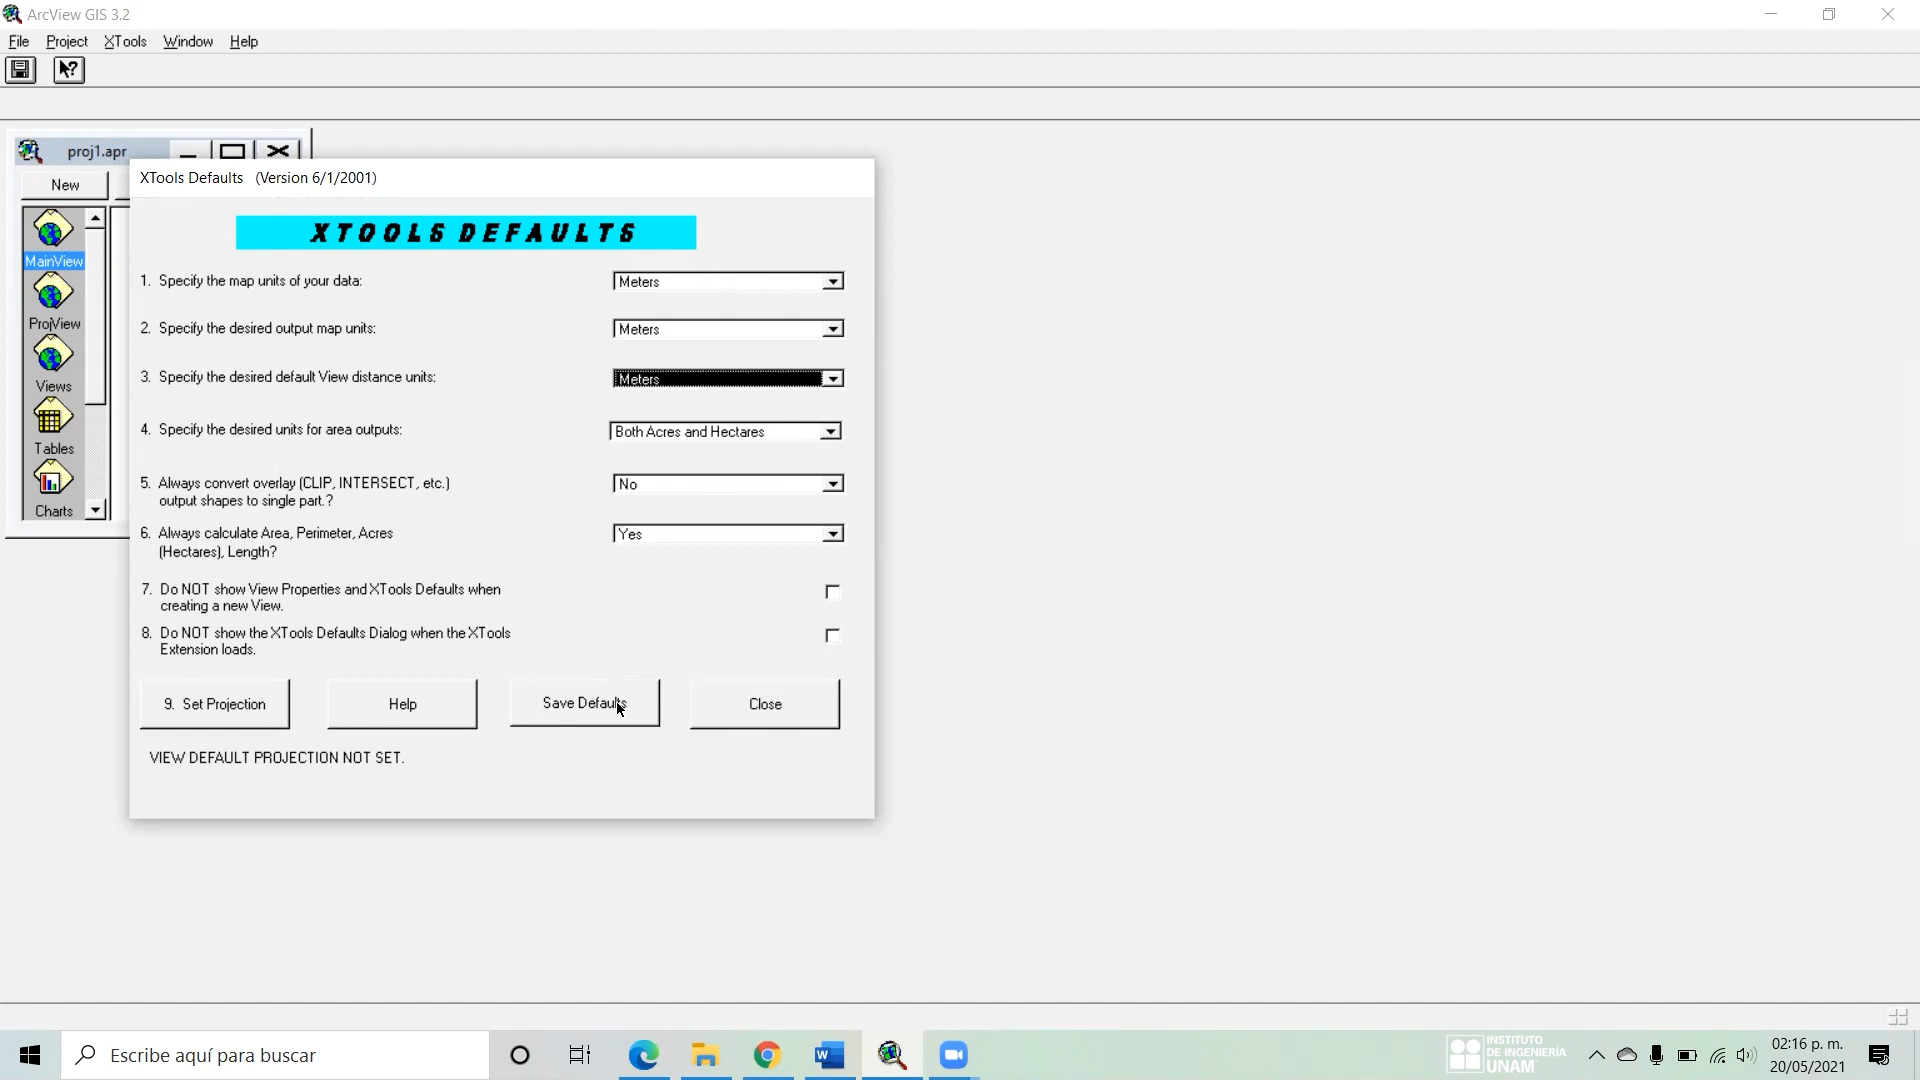 ArcView GIS 3.2
File Project XTools Window Help
proj1.apr
New
MainView
ProjView
Views
Tables
Charts
XTools Defaults (Version 6/1/2001)
XTOOLS DEFAULTS
1. Specify the map units of your data: Meters
2. Specify the desired output map units: Meters
3. Specify the desired default View distance units: Meters
4. Specify the desired units for area outputs: Both Acres and Hectares
5. Always convert overlay (CLIP, INTERSECT, etc.) No
output shapes to single part.?
6. Always calculate Area, Perimeter, Acres Yes
(Hectares), Length?
7. Do NOT show View Properties and XTools Defaults when
creating a new View.
8. Do NOT show the XTools Defaults Dialog when the XTools
Extension loads.
9. Set Projection Help Save Defaults Close
VIEW DEFAULT PROJECTION NOT SET.
Escribe aquí para buscar
INSTITUTO
DE INGENIERÍA
UNAM
02:16 p. m.
20/05/2021